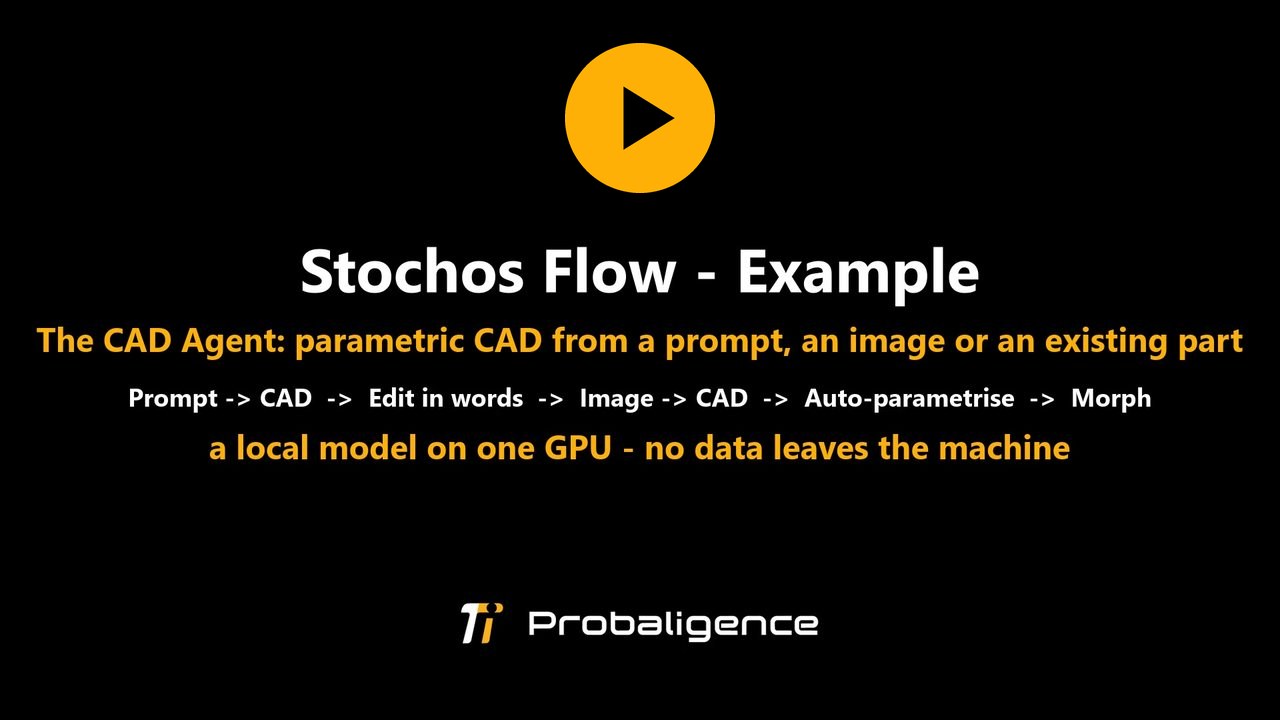 Stochos Flow - Example
The CAD Agent: parametric CAD from a prompt, an image or an existing part
Prompt -> CAD -> Edit in words -> Image -> CAD -> Auto-parametrise -> Morph
a local model on one GPU - no data leaves the machine
Ti Probaligence